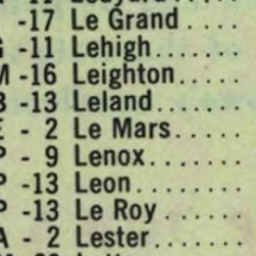 -17 Le Grand ....
-11 Lehigh......
M -16 Leighton......
-13 Leland......
- 2 Le Mars.....
P - 9 Lenox.......
P -13 Leon........
P -13 Le Roy ......
A - 2 Lester.......